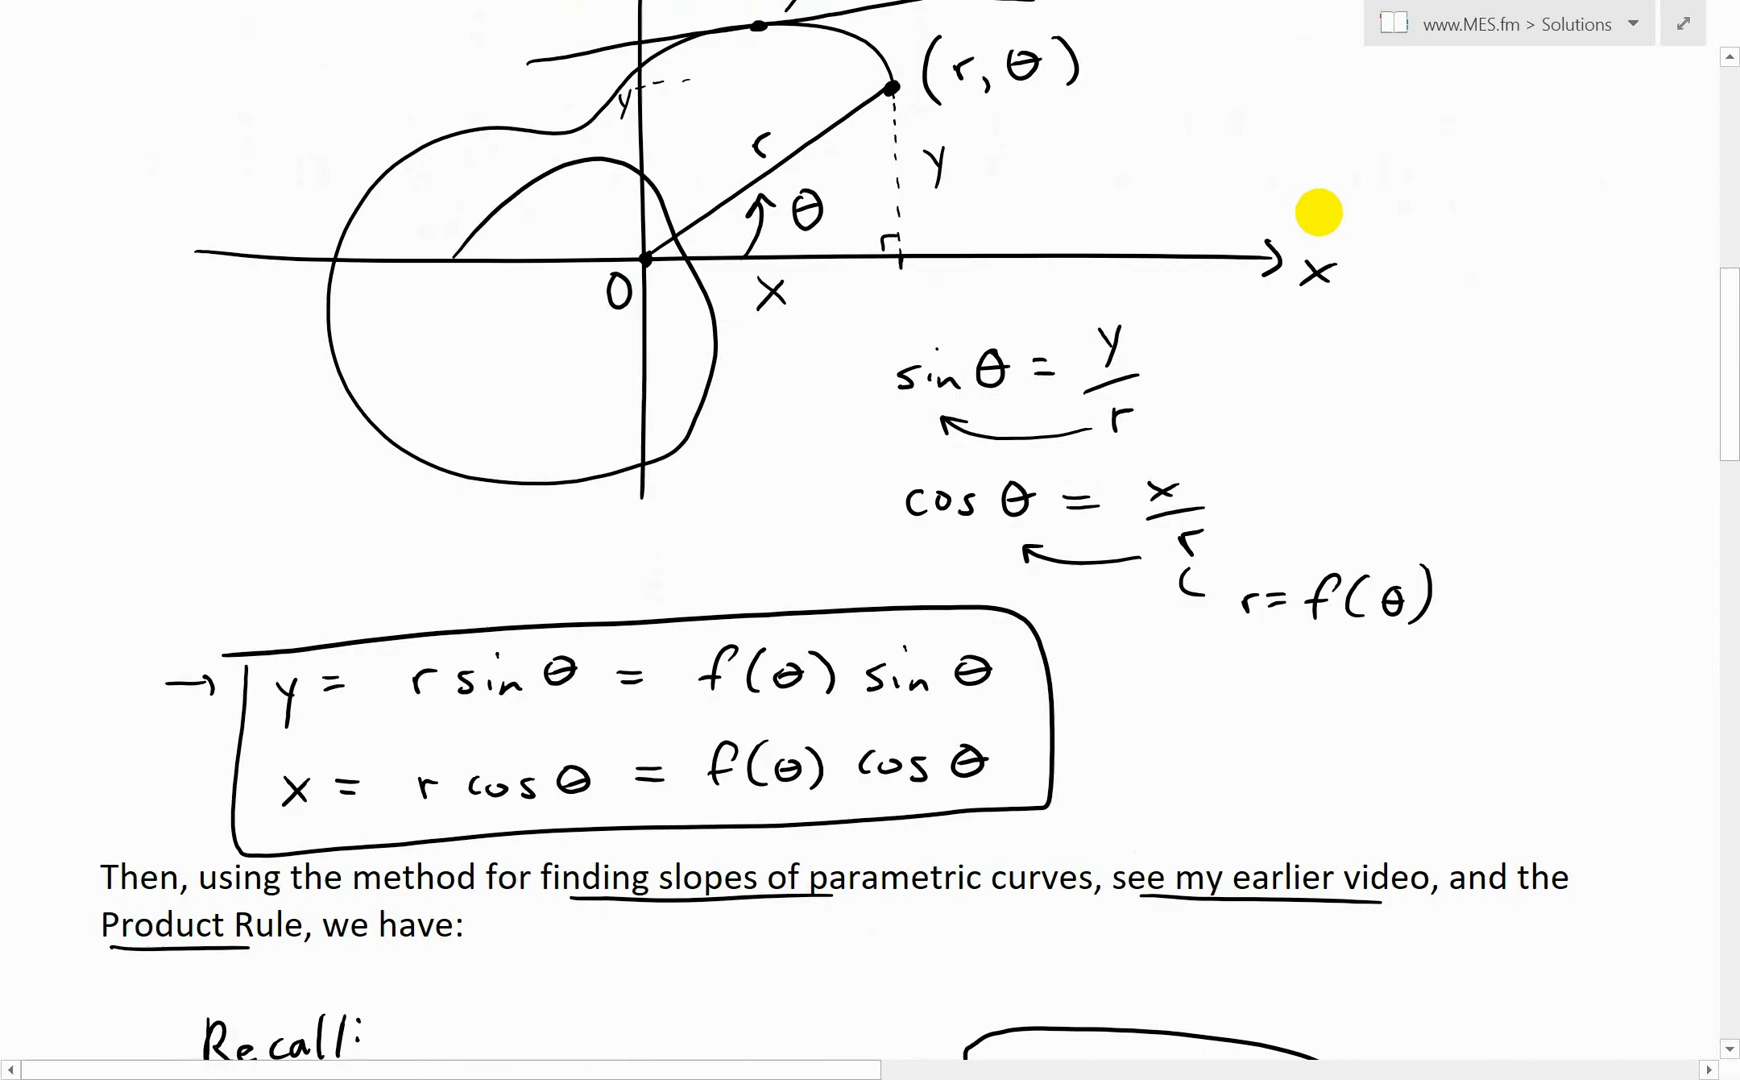 www.MES.fm > Solutions
(r, θ)
y
r
y
θ
O
x
x
sin θ = y/r
cos θ = x/r
r = f(θ)
→ y = r sin θ = f(θ) sin θ
x = r cos θ = f(θ) cos θ
Then, using the method for finding slopes of parametric curves, see my earlier video, and the
Product Rule, we have:
Recall: